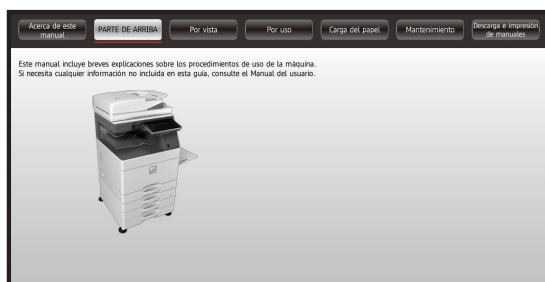 Acerca de este
manual
PARTE DE ARRIBA
Por vista
Por uso
Carga del papel
Mantenimiento
Descarga e impresión
de manuales
Este manual incluye breves explicaciones sobre los procedimientos de uso de la máquina.
Si necesita cualquier información no incluida en esta guía, consulte el Manual del usuario.